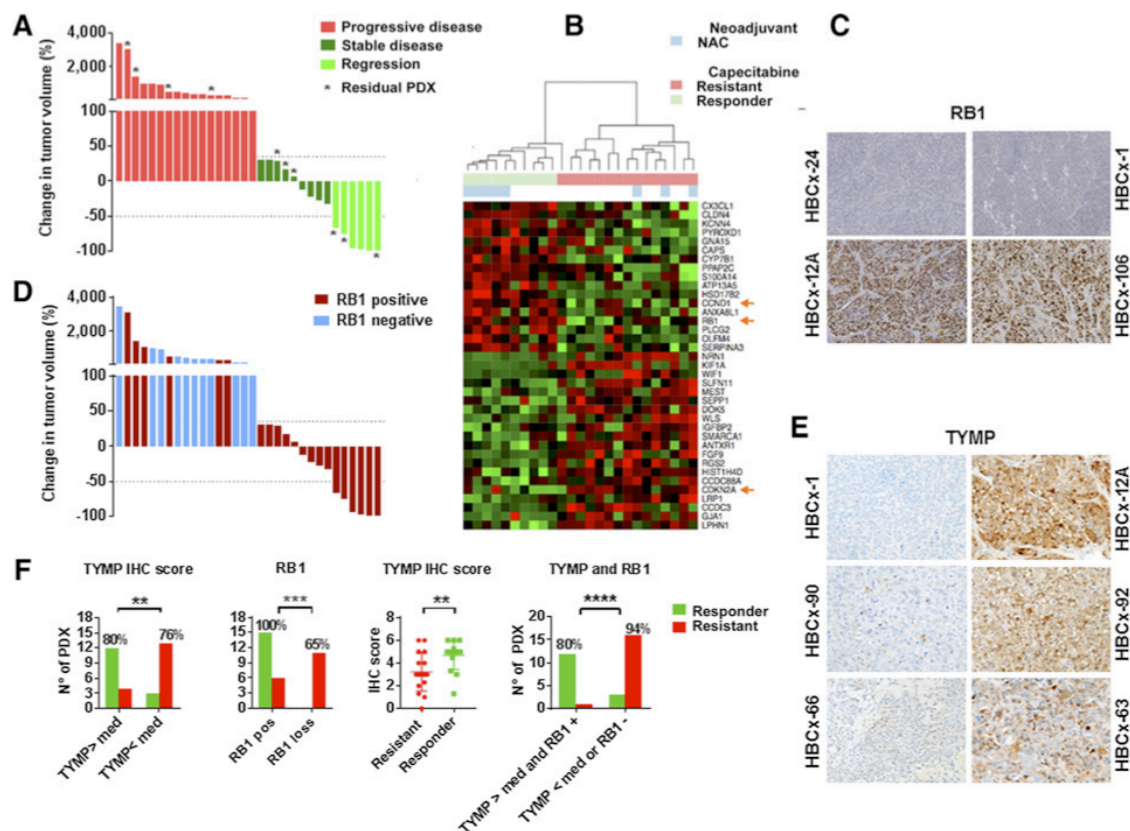 A
Change in tumor volume (%)
4,000
2,000
100
50
0
-50
-100
Progressive disease
Stable disease
Regression
* Residual PDX
B
Neoadjuvant
NAC
Capecitabine
Resistant
Responder
CX3CL1
CLDN4
KCNN4
PYROXD1
GNA15
CAPS
CYP7B1
PPAP2C
S100A14
ATP13A5
HSD17B2
CCND1
ANXA8L1
RB1
PLCG2
OLFM4
SERPINA3
NRN1
KIF1A
WIF1
SLFN11
MEST
SEPP1
DOK5
WLS
IGFBP2
SMARCA1
ANTXR1
FGF9
RGS2
HIST1H4D
CCDC88A
CDKN2A
LRP1
CCDC3
GJA1
LPHN1
C
RB1
HBCx-24
HBCx-1
HBCx-12A
HBCx-106
D
Change in tumor volume (%)
4,000
2,000
100
50
0
-50
-100
RB1 positive
RB1 negative
E
TYMP
HBCx-1
HBCx-12A
HBCx-90
HBCx-92
HBCx-66
HBCx-63
F
TYMP IHC score
**
N° of PDX
18
15
12
9
6
3
0
80%
76%
TYMP> med
TYMP< med
RB1
***
18
15
12
9
6
3
0
100%
65%
RB1 pos
RB1 loss
TYMP IHC score
**
IHC score
8
6
4
2
0
Resistant
Responder
TYMP and RB1
****
N° of PDX
20
15
10
5
0
80%
94%
TYMP > med and RB1 +
TYMP < med or RB1 -
Responder
Resistant